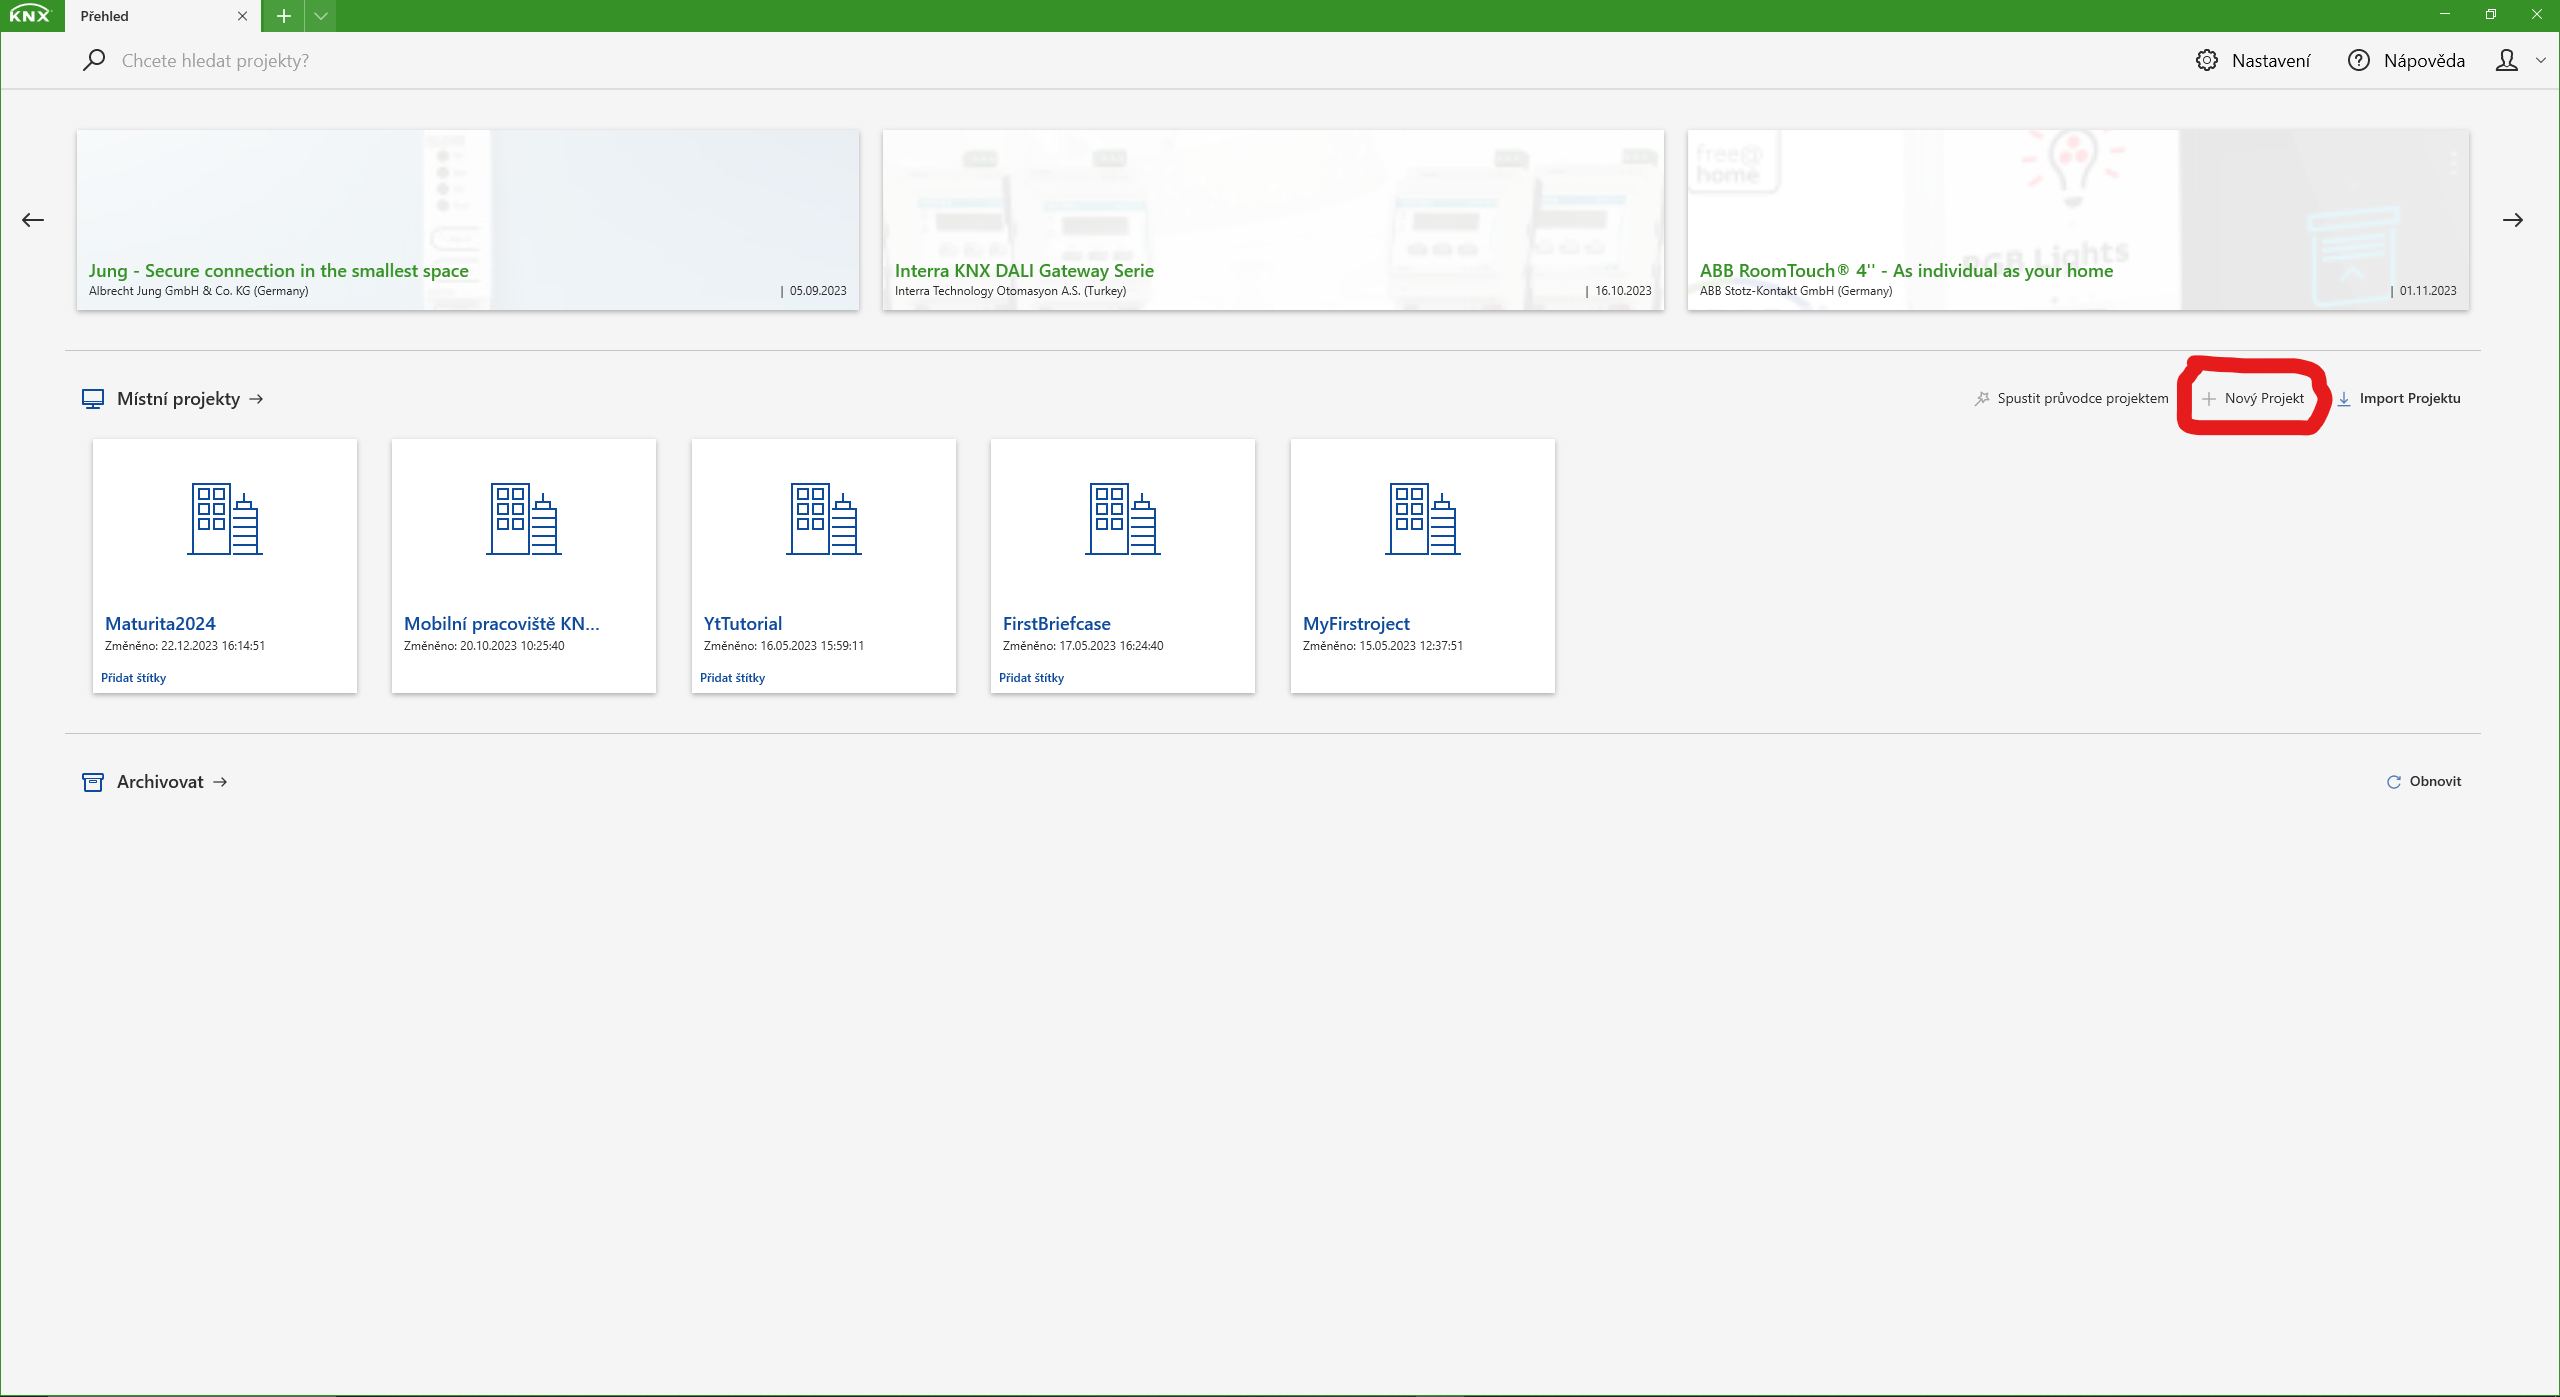 KNX
Přehled
Chcete hledat projekty?
Nastavení
Nápověda
free@
home
RGB Lights
Jung - Secure connection in the smallest space
Albrecht Jung GmbH & Co. KG (Germany)
| 05.09.2023
Interra KNX DALI Gateway Serie
Interra Technology Otomasyon A.S. (Turkey)
| 16.10.2023
ABB RoomTouch® 4'' - As individual as your home
ABB Stotz-Kontakt GmbH (Germany)
| 01.11.2023
Místní projekty
Spustit průvodce projektem
Nový Projekt
Import Projektu
Maturita2024
Změněno: 22.12.2023 16:14:51
Přidat štítky
Mobilní pracoviště KN...
Změněno: 20.10.2023 10:25:40
YtTutorial
Změněno: 16.05.2023 15:59:11
Přidat štítky
FirstBriefcase
Změněno: 17.05.2023 16:24:40
Přidat štítky
MyFirstroject
Změněno: 15.05.2023 12:37:51
Archivovat
Obnovit